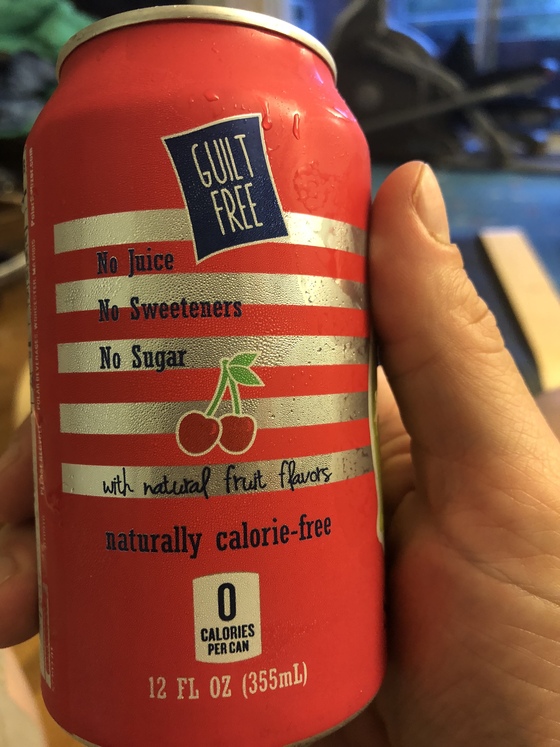 GUILT
FREE
No Juice
No Sweeteners
No Sugar
with natural fruit flavors
naturally calorie-free
0
CALORIES
PER CAN
12 FL OZ (355mL)